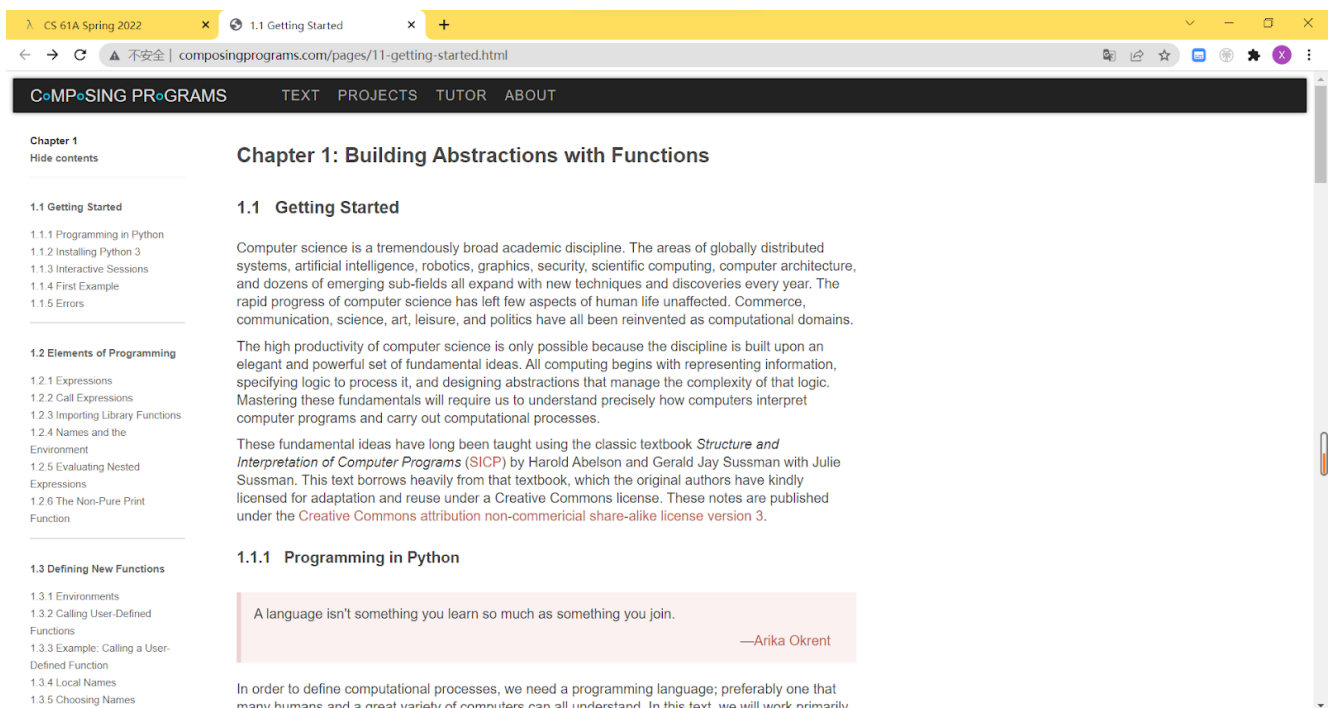 λ CS 61A Spring 2022
1.1 Getting Started
不安全 | composingprograms.com/pages/11-getting-started.html
X
CoMPoSING PRoGRAMS TEXT PROJECTS TUTOR ABOUT
Chapter 1
Hide contents
1.1 Getting Started
1.1.1 Programming in Python
1.1.2 Installing Python 3
1.1.3 Interactive Sessions
1.1.4 First Example
1.1.5 Errors
1.2 Elements of Programming
1.2.1 Expressions
1.2.2 Call Expressions
1.2.3 Importing Library Functions
1.2.4 Names and the
Environment
1.2.5 Evaluating Nested
Expressions
1.2.6 The Non-Pure Print
Function
1.3 Defining New Functions
1.3.1 Environments
1.3.2 Calling User-Defined
Functions
1.3.3 Example: Calling a User-
Defined Function
1.3.4 Local Names
1.3.5 Choosing Names
Chapter 1: Building Abstractions with Functions
1.1 Getting Started
Computer science is a tremendously broad academic discipline. The areas of globally distributed
systems, artificial intelligence, robotics, graphics, security, scientific computing, computer architecture,
and dozens of emerging sub-fields all expand with new techniques and discoveries every year. The
rapid progress of computer science has left few aspects of human life unaffected. Commerce,
communication, science, art, leisure, and politics have all been reinvented as computational domains.
The high productivity of computer science is only possible because the discipline is built upon an
elegant and powerful set of fundamental ideas. All computing begins with representing information,
specifying logic to process it, and designing abstractions that manage the complexity of that logic.
Mastering these fundamentals will require us to understand precisely how computers interpret
computer programs and carry out computational processes.
These fundamental ideas have long been taught using the classic textbook Structure and
Interpretation of Computer Programs (SICP) by Harold Abelson and Gerald Jay Sussman with Julie
Sussman. This text borrows heavily from that textbook, which the original authors have kindly
licensed for adaptation and reuse under a Creative Commons license. These notes are published
under the Creative Commons attribution non-commericial share-alike license version 3.
1.1.1 Programming in Python
A language isn't something you learn so much as something you join.
—Arika Okrent
In order to define computational processes, we need a programming language; preferably one that
many humans and a great variety of computers can all understand. In this text, we will work primarily